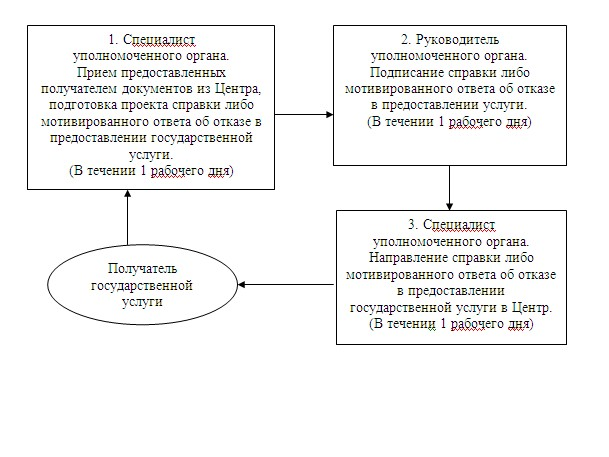 1. Специалист
уполномоченного органа.
Прием предоставленных
получателем документов из Центра,
подготовка проекта справки либо
мотивированного ответа об отказе в
предоставлении государственной
услуги.
(В течении 1 рабочего дня)
2. Руководитель
уполномоченного органа.
Подписание справки либо
мотивированного ответа об отказе
в предоставлении услуги.
(В течении 1 рабочего дня)
3. Специалист
уполномоченного органа.
Направление справки либо
мотивированного ответа об отказе
в предоставлении
государственной услуги в Центр.
(В течении 1 рабочего дня)
Получатель
государственной
услуги